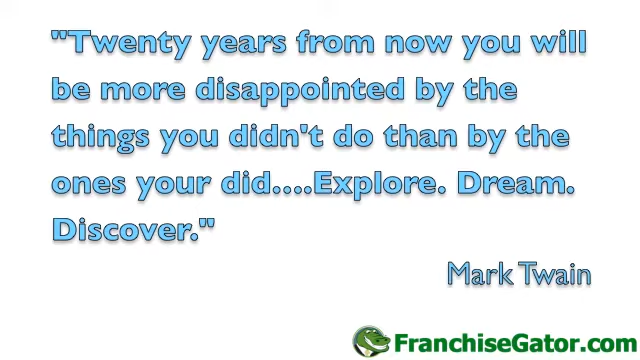 "Twenty years from now you will
be more disappointed by the
things you didn't do than by the
ones your did....Explore. Dream.
Discover."
Mark Twain
FranchiseGator.com